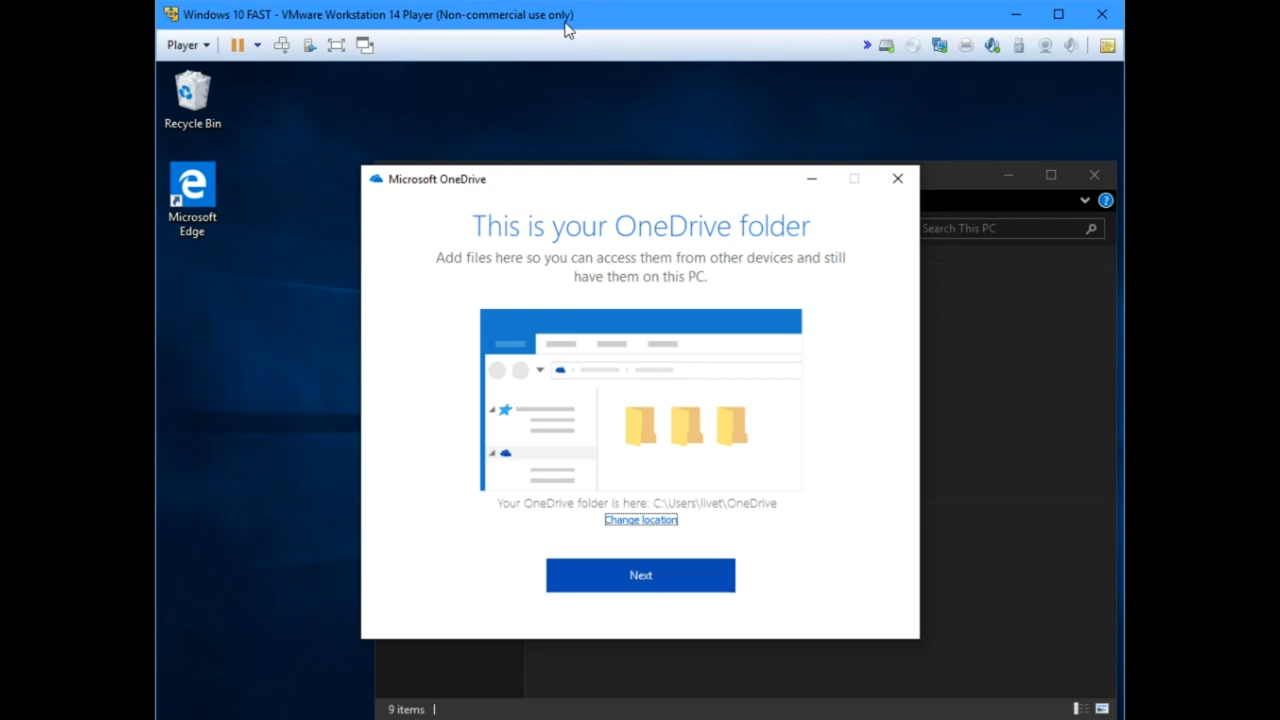 Windows 10 FAST - VMware Workstation 14 Player (Non-commercial use only)
Player
Recycle Bin
Microsoft
Edge
Microsoft OneDrive
Search This PC
This is your OneDrive folder
Add files here so you can access them from other devices and still
have them on this PC.
Your OneDrive folder is here: C:\Users\livet\OneDrive
Change location
Next
9 items